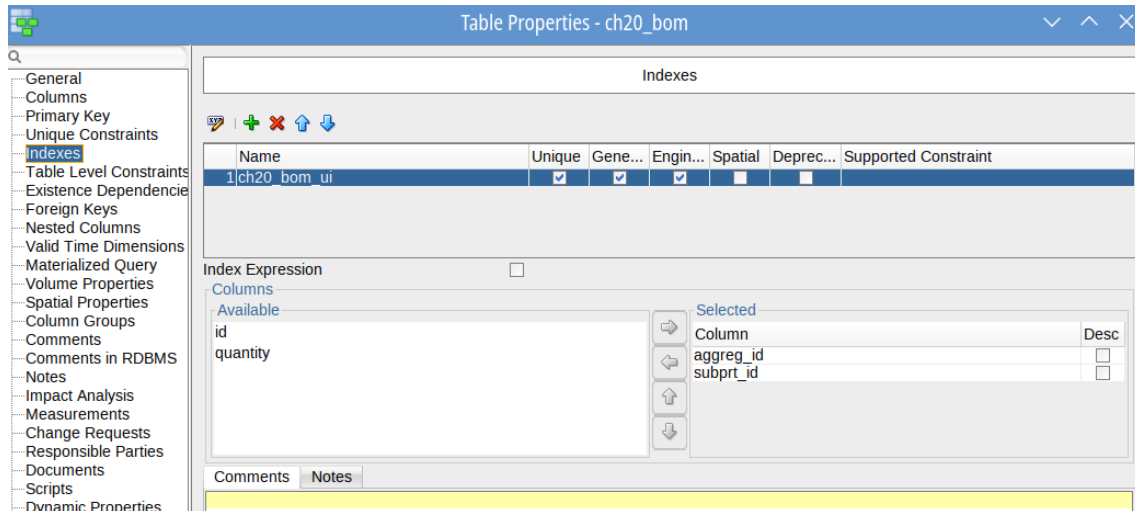 Table Properties - ch20_bom
General
Columns
Primary Key
Unique Constraints
Indexes
Table Level Constraints
Existence Dependencie
Foreign Keys
Nested Columns
Valid Time Dimensions
Materialized Query
Volume Properties
Spatial Properties
Column Groups
Comments
Comments in RDBMS
Notes
Impact Analysis
Measurements
Change Requests
Responsible Parties
Documents
Scripts
Dynamic Properties
Indexes
Name Unique Gene... Engin... Spatial Deprec... Supported Constraint
1 ch20_bom_ui
Index Expression
Columns
Available
id
quantity
Selected
Column Desc
aggreg_id
subprt_id
Comments Notes